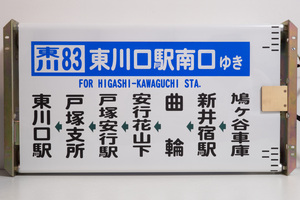 東川83 東川口駅南口ゆき
FOR HIGASHI-KAWAGUCHI STA.
鳩ヶ谷車庫
新井宿駅
曲輪
安行花山下
戸塚安行駅
戸塚支所
東川口駅